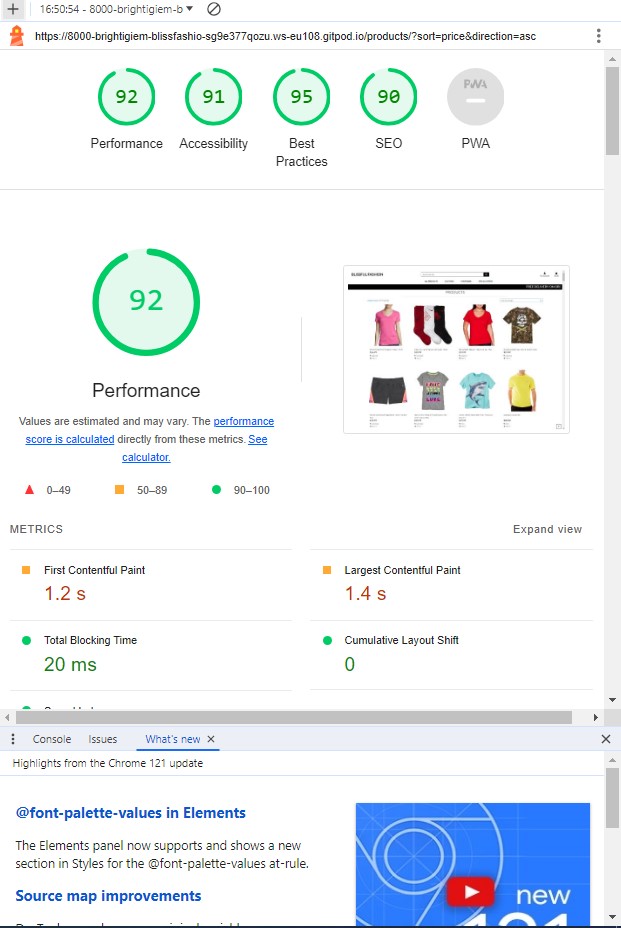 16:50:54 - 8000-brightigiem-b
https://8000-brightigiem-blissfashio-sg9e377qozu.ws-eu108.gitpod.io/products/?sort=price&direction=asc
92 91 95 90 PWA
Performance Accessibility Best Practices SEO PWA
92
Performance
Values are estimated and may vary. The performance
score is calculated directly from these metrics. See
calculator.
0–49 50–89 90–100
METRICS Expand view
First Contentful Paint Largest Contentful Paint
1.2 s 1.4 s
Total Blocking Time Cumulative Layout Shift
20 ms 0
Console Issues What's new
Highlights from the Chrome 121 update
@font-palette-values in Elements
The Elements panel now supports and shows a new
section in Styles for the @font-palette-values at-rule.
Source map improvements
new
121